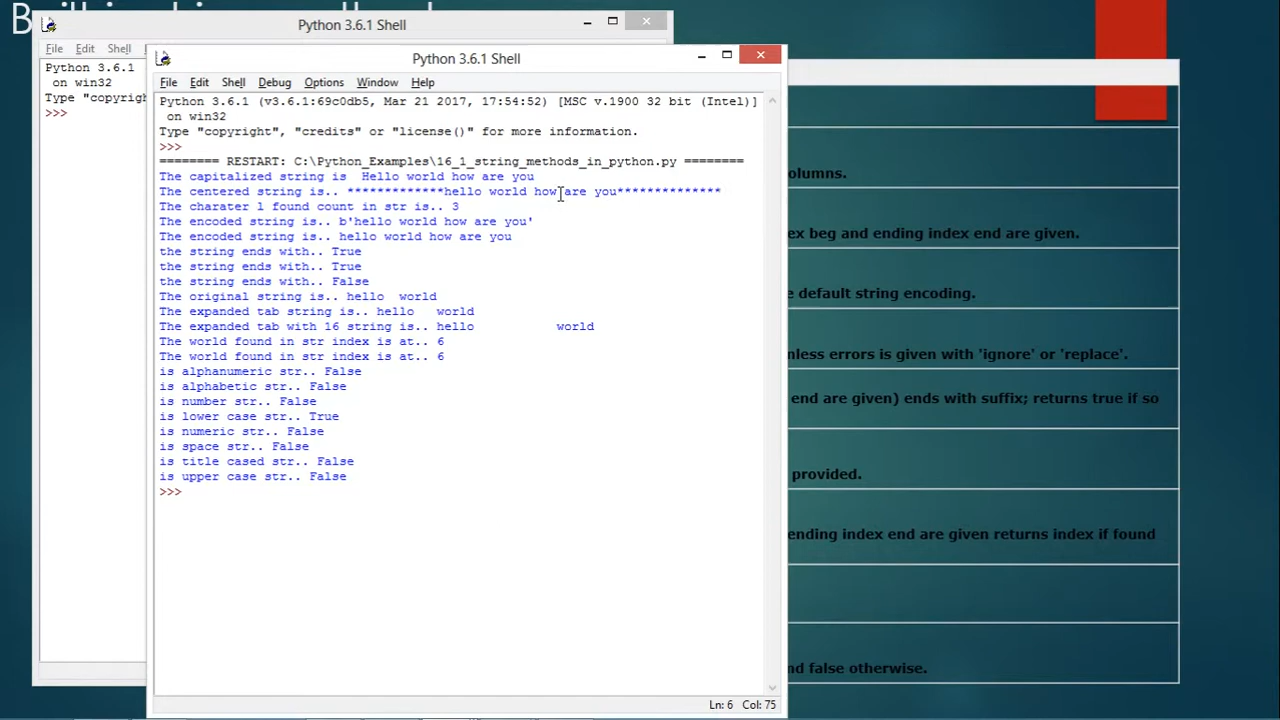 Python 3.6.1 Shell
File Edit Shell
Python 3.6.1
on win32
Type "copyrigh
>>>
Python 3.6.1 Shell
File Edit Shell Debug Options Window Help
Python 3.6.1 (v3.6.1:69c0db5, Mar 21 2017, 17:54:52) [MSC v.1900 32 bit (Intel)]
on win32
Type "copyright", "credits" or "license()" for more information.
>>>
======== RESTART: C:\Python_Examples\16_1_string_methods_in_python.py ========
The capitalized string is  Hello world how are you
The centered string is.. *************hello world how are you**************
The charater l found count in str is.. 3
The encoded string is.. b'hello world how are you'
The encoded string is.. hello world how are you
the string ends with.. True
the string ends with.. True
the string ends with.. False
The original string is.. hello  world
The expanded tab string is.. hello   world
The expanded tab with 16 string is.. hello           world
The world found in str index is at.. 6
The world found in str index is at.. 6
is alphanumeric str.. False
is alphabetic str.. False
is number str.. False
is lower case str.. True
is numeric str.. False
is space str.. False
is title cased str.. False
is upper case str.. False
>>>
Ln: 6 Col: 75
olumns.
ex beg and ending index end are given.
e default string encoding.
nless errors is given with 'ignore' or 'replace'.
end are given) ends with suffix; returns true if so
provided.
ending index end are given returns index if found
nd false otherwise.